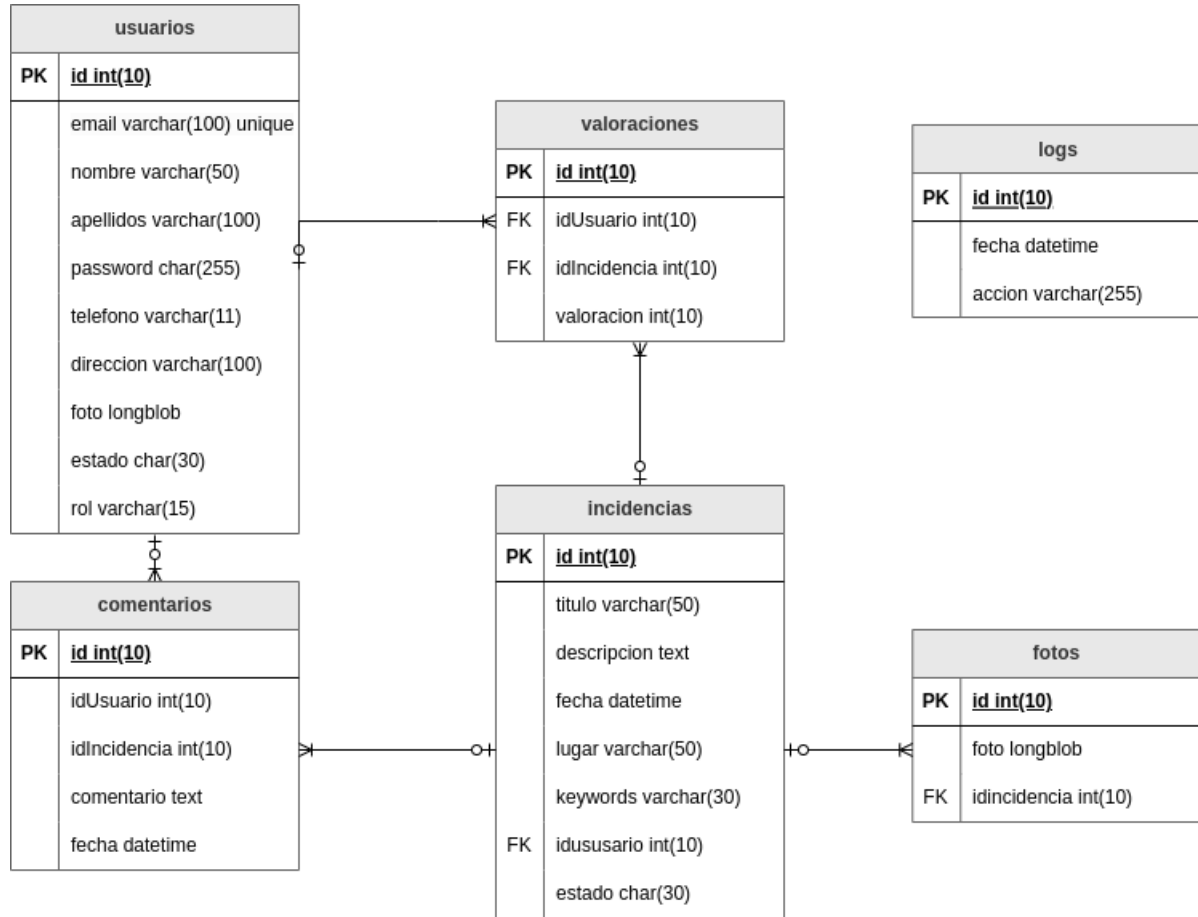 usuarios
PK id int(10)
email varchar(100) unique
nombre varchar(50)
apellidos varchar(100)
password char(255)
telefono varchar(11)
direccion varchar(100)
foto longblob
estado char(30)
rol varchar(15)
valoraciones
PK id int(10)
FK idUsuario int(10)
FK idIncidencia int(10)
valoracion int(10)
logs
PK id int(10)
fecha datetime
accion varchar(255)
comentarios
PK id int(10)
idUsuario int(10)
idIncidencia int(10)
comentario text
fecha datetime
incidencias
PK id int(10)
titulo varchar(50)
descripcion text
fecha datetime
lugar varchar(50)
keywords varchar(30)
FK idususario int(10)
estado char(30)
fotos
PK id int(10)
foto longblob
FK idincidencia int(10)